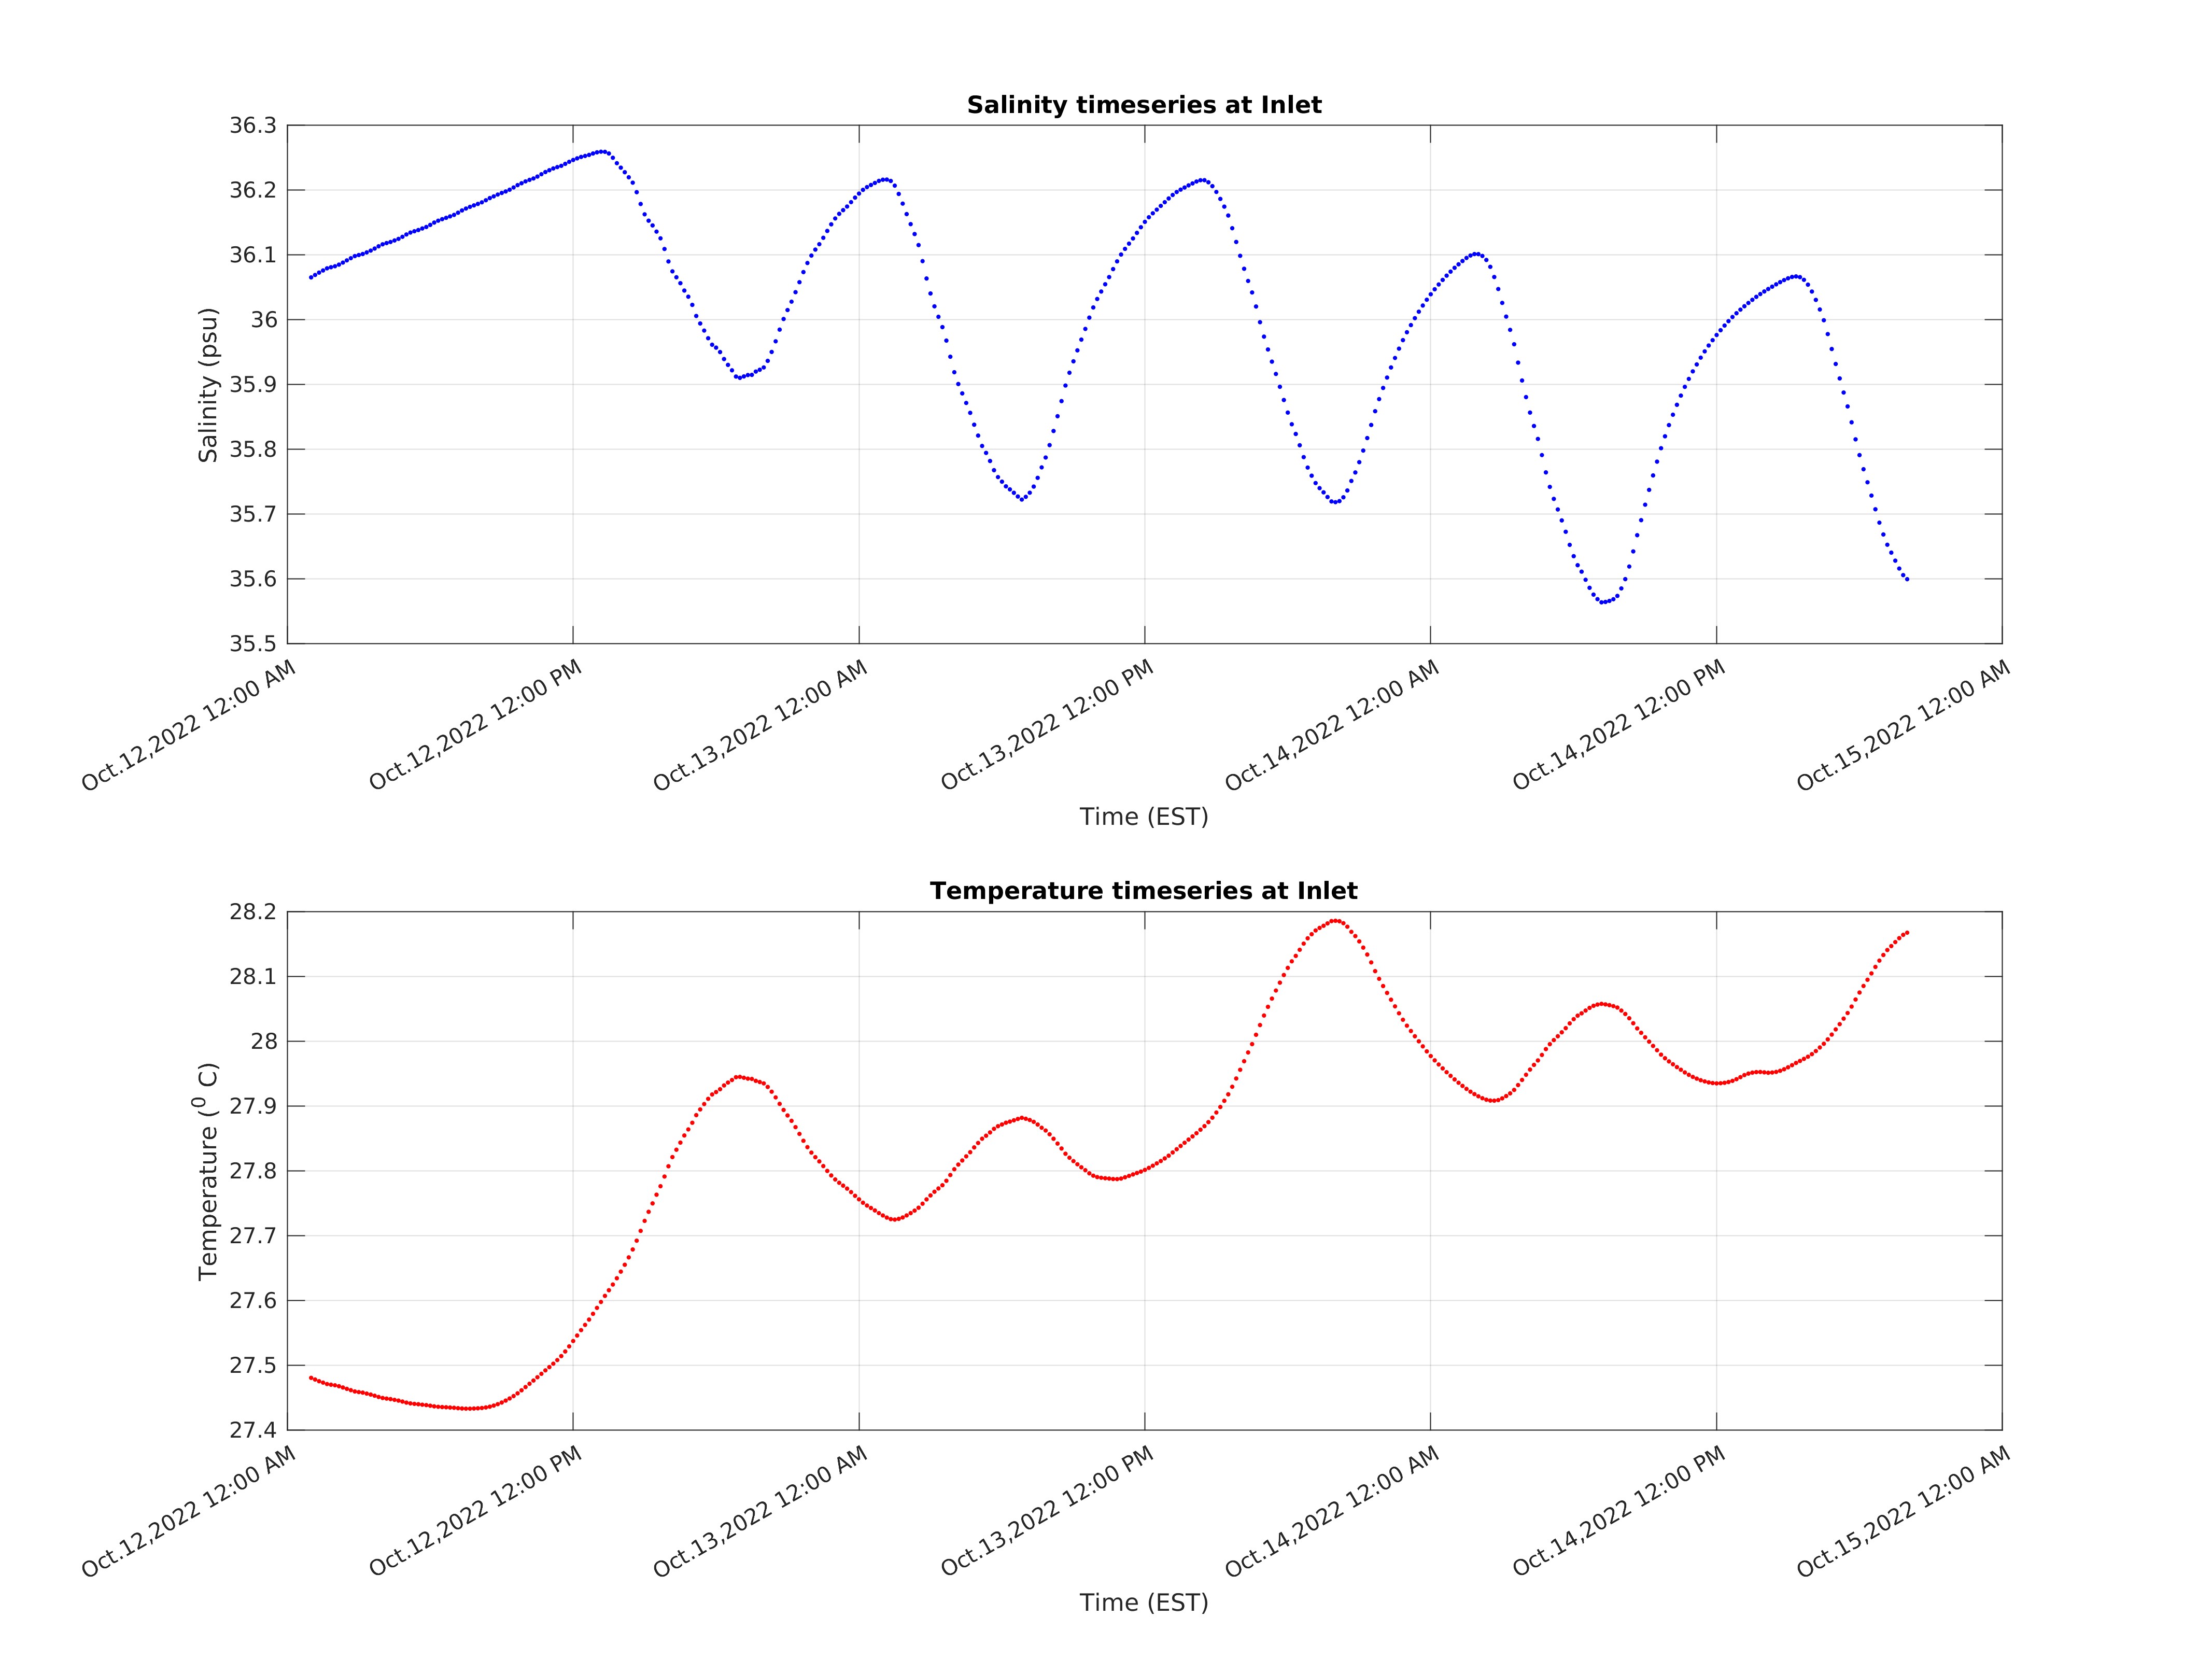 Salinity timeseries at Inlet
Salinity (psu)
36.3
36.2
36.1
36
35.9
35.8
35.7
35.6
35.5
Oct.12,2022 12:00 AM
Oct.12,2022 12:00 PM
Oct.13,2022 12:00 AM
Oct.13,2022 12:00 PM
Oct.14,2022 12:00 AM
Oct.14,2022 12:00 PM
Oct.15,2022 12:00 AM
Time (EST)
Temperature timeseries at Inlet
Temperature (⁰ C)
28.2
28.1
28
27.9
27.8
27.7
27.6
27.5
27.4
Oct.12,2022 12:00 AM
Oct.12,2022 12:00 PM
Oct.13,2022 12:00 AM
Oct.13,2022 12:00 PM
Oct.14,2022 12:00 AM
Oct.14,2022 12:00 PM
Oct.15,2022 12:00 AM
Time (EST)